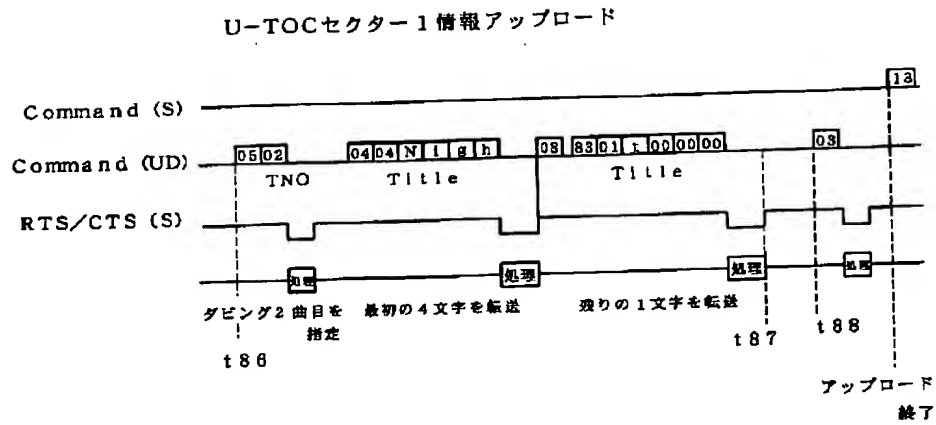 U-TOCセクター1情報アップロード
Command (S)
13
Command (UD)
05 02
04 04 N i g h
08
83 01 t 00 00 00
03
TNO
Title
Title
RTS/CTS (S)
処理
処理
処理
処理
ダビング2曲目を指定
最初の4文字を転送
残りの1文字を転送
t86
t87
t88
アップロード
終了